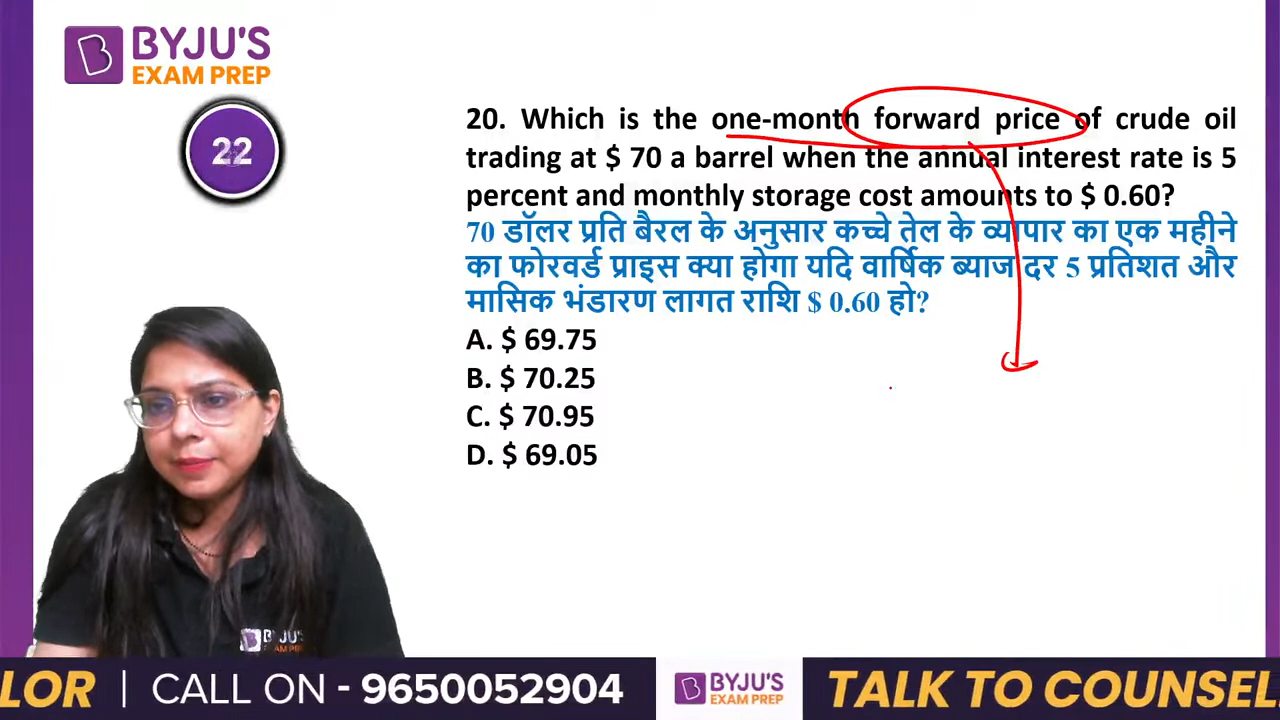 BYJU'S
EXAM PREP
22
20. Which is the one-month forward price of crude oil
trading at $ 70 a barrel when the annual interest rate is 5
percent and monthly storage cost amounts to $ 0.60?
70 डॉलर प्रति बैरल के अनुसार कच्चे तेल के व्यापार का एक महीने
का फोरवर्ड प्राइस क्या होगा यदि वार्षिक ब्याज दर 5 प्रतिशत और
मासिक भंडारण लागत राशि $ 0.60 हो?
A. $ 69.75
B. $ 70.25
C. $ 70.95
D. $ 69.05
BYJU'S
EXAM PREP
LOR | CALL ON - 9650052904
BYJU'S
EXAM PREP
TALK TO COUNSEL